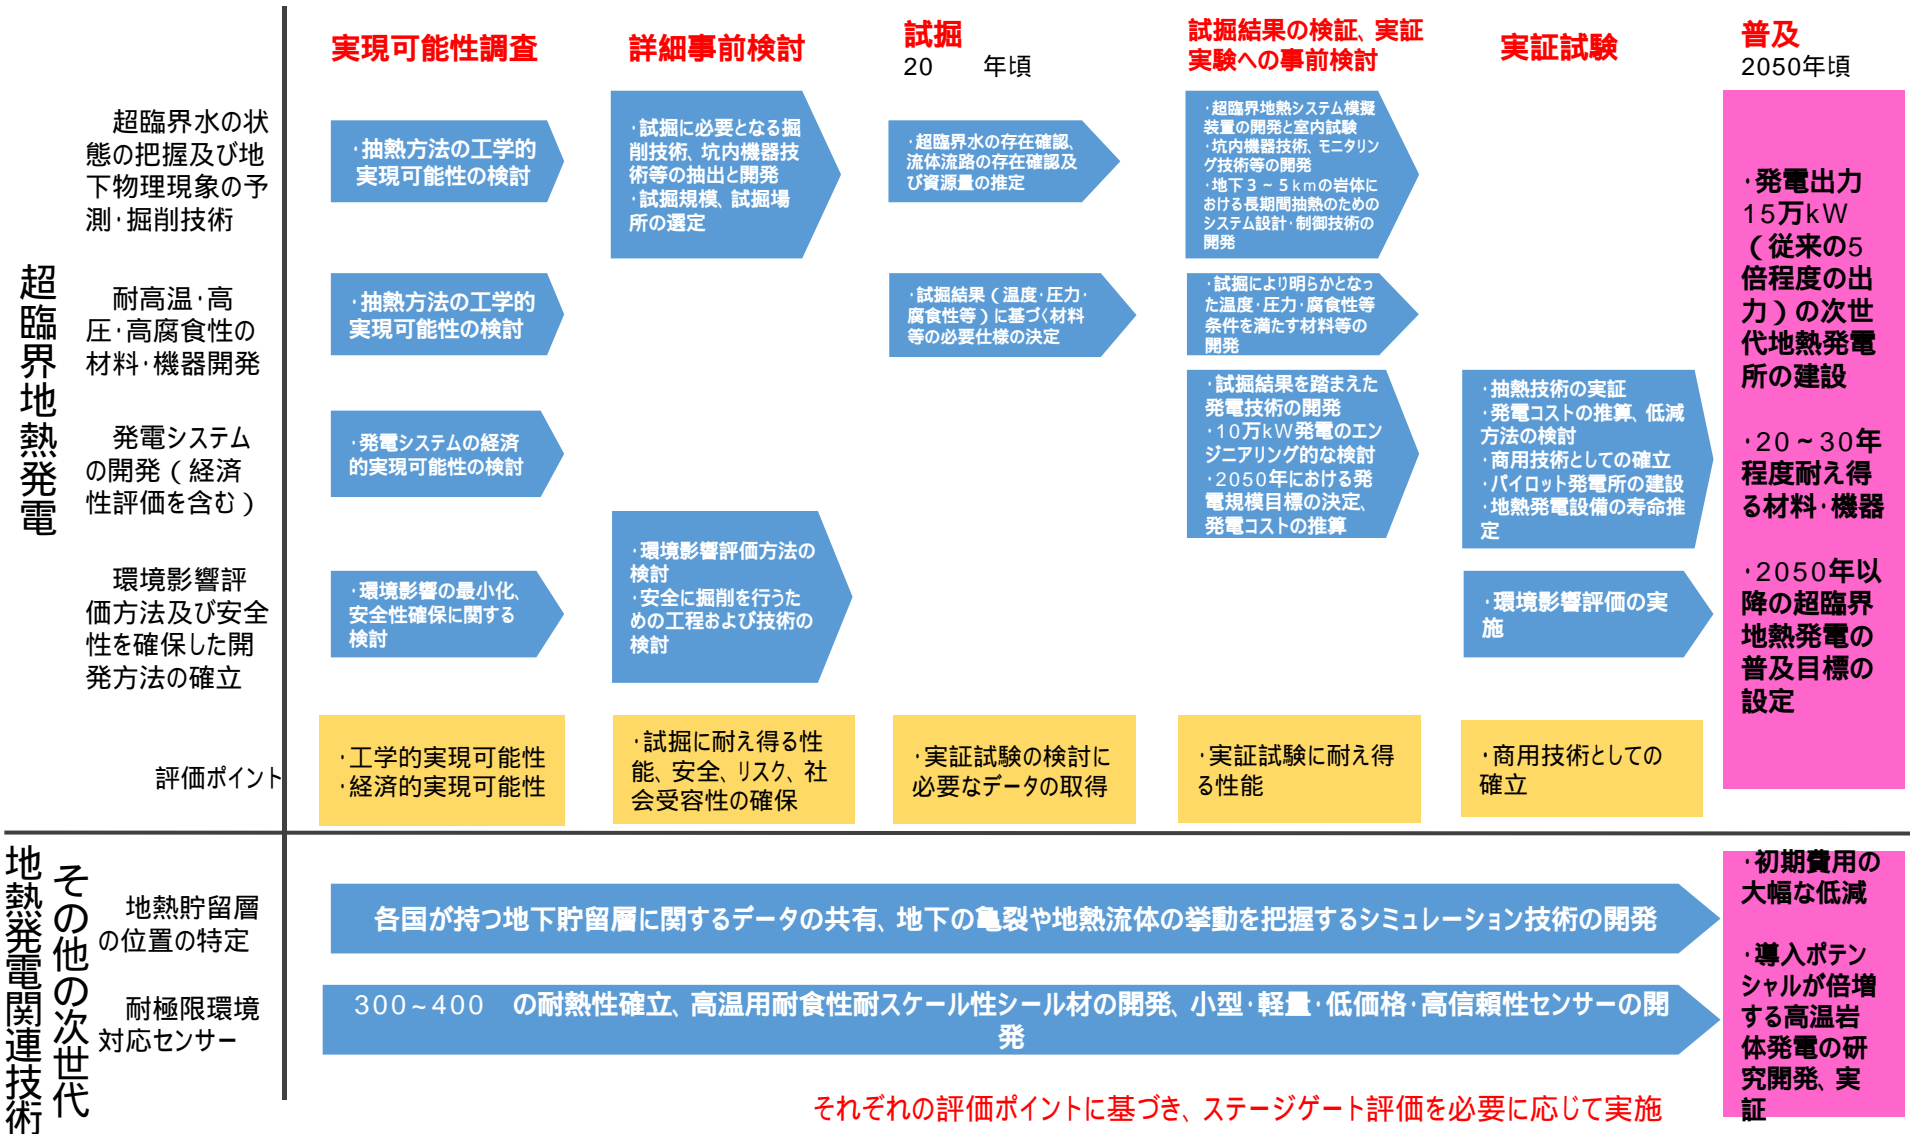 実現可能性調査
詳細事前検討
試掘
20　　年頃
試掘結果の検証、実証
実験への事前検討
実証試験
普及
2050年頃
超臨界地熱発電
超臨界水の状
態の把握及び地
下物理現象の予
測・掘削技術
・抽熱方法の工学的
実現可能性の検討
・試掘に必要となる掘
削技術、坑内機器技
術等の抽出と開発
・試掘規模、試掘場
所の選定
・超臨界水の存在確認、
流体流路の存在確認及
び資源量の推定
・超臨界地熱システム模擬
装置の開発と室内試験
・坑内機器技術、モニタリン
グ技術等の開発
・地下３～５kmの岩体に
おける長期間抽熱のための
システム設計・制御技術の
開発
耐高温・高
圧・高腐食性の
材料・機器開発
・抽熱方法の工学的
実現可能性の検討
・試掘結果（温度・圧力・
腐食性等）に基づく材料
等の必要仕様の決定
・試掘により明らかとなっ
た温度・圧力・腐食性等
条件を満たす材料等の
開発
発電システム
の開発（経済
性評価を含む）
・発電システムの経済
的実現可能性の検討
・試掘結果を踏まえた
発電技術の開発
・10万kW発電のエン
ジニアリング的な検討
・2050年における発
電規模目標の決定、
発電コストの推算
・抽熱技術の実証
・発電コストの推算、低減
方法の検討
・商用技術としての確立
・パイロット発電所の建設
・地熱発電設備の寿命推
定
環境影響評
価方法及び安全
性を確保した開
発方法の確立
・環境影響の最小化、
安全性確保に関する
検討
・環境影響評価方法の
検討
・安全に掘削を行うた
めの工程および技術の
検討
・環境影響評価の実
施
・発電出力
15万kW
（従来の5
倍程度の出
力）の次世
代地熱発電
所の建設
・20～30年
程度耐え得
る材料・機器
・2050年以
降の超臨界
地熱発電の
普及目標の
設定
評価ポイント
・工学的実現可能性
・経済的実現可能性
・試掘に耐え得る性
能、安全、リスク、社
会受容性の確保
・実証試験の検討に
必要なデータの取得
・実証試験に耐え得
る性能
・商用技術としての
確立
その他の次世代
地熱発電関連技術
地熱貯留層
の位置の特定
各国が持つ地下貯留層に関するデータの共有、地下の亀裂や地熱流体の挙動を把握するシミュレーション技術の開発
耐極限環境
対応センサー
300～400　の耐熱性確立、高温用耐食性耐スケール性シール材の開発、小型・軽量・低価格・高信頼性センサーの開
発
・初期費用の
大幅な低減
・導入ポテン
シャルが倍増
する高温岩
体発電の研
究開発、実
証
それぞれの評価ポイントに基づき、ステージゲート評価を必要に応じて実施